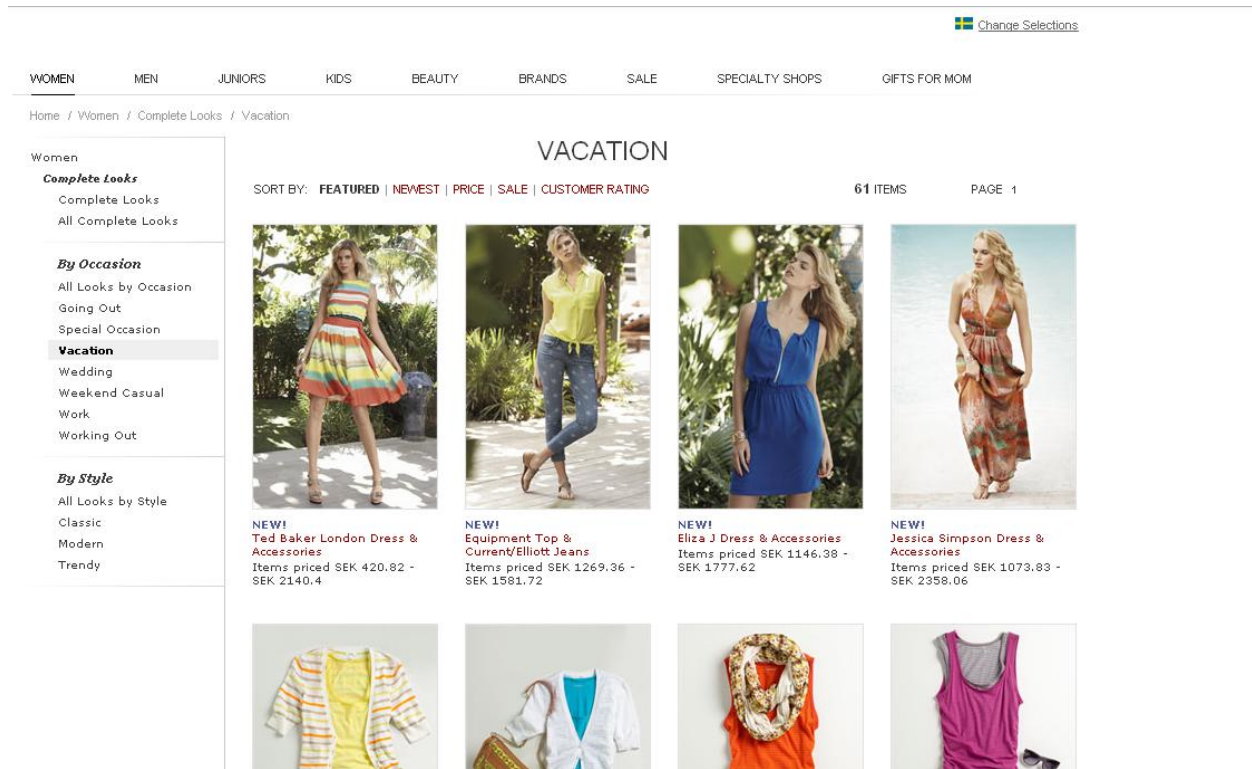 Change Selections
WOMEN MEN JUNIORS KIDS BEAUTY BRANDS SALE SPECIALTY SHOPS GIFTS FOR MOM
Home / Women / Complete Looks / Vacation
Women
Complete Looks
Complete Looks
All Complete Looks
By Occasion
All Looks by Occasion
Going Out
Special Occasion
Vacation
Wedding
Weekend Casual
Work
Working Out
By Style
All Looks by Style
Classic
Modern
Trendy
VACATION
SORT BY: FEATURED | NEWEST | PRICE | SALE | CUSTOMER RATING 61 ITEMS PAGE 1
NEW!
Ted Baker London Dress &
Accessories
Items priced SEK 420.82 -
SEK 2140.4
NEW!
Equipment Top &
Current/Elliott Jeans
Items priced SEK 1269.36 -
SEK 1581.72
NEW!
Eliza J Dress & Accessories
Items priced SEK 1146.38 -
SEK 1777.62
NEW!
Jessica Simpson Dress &
Accessories
Items priced SEK 1073.83 -
SEK 2358.06